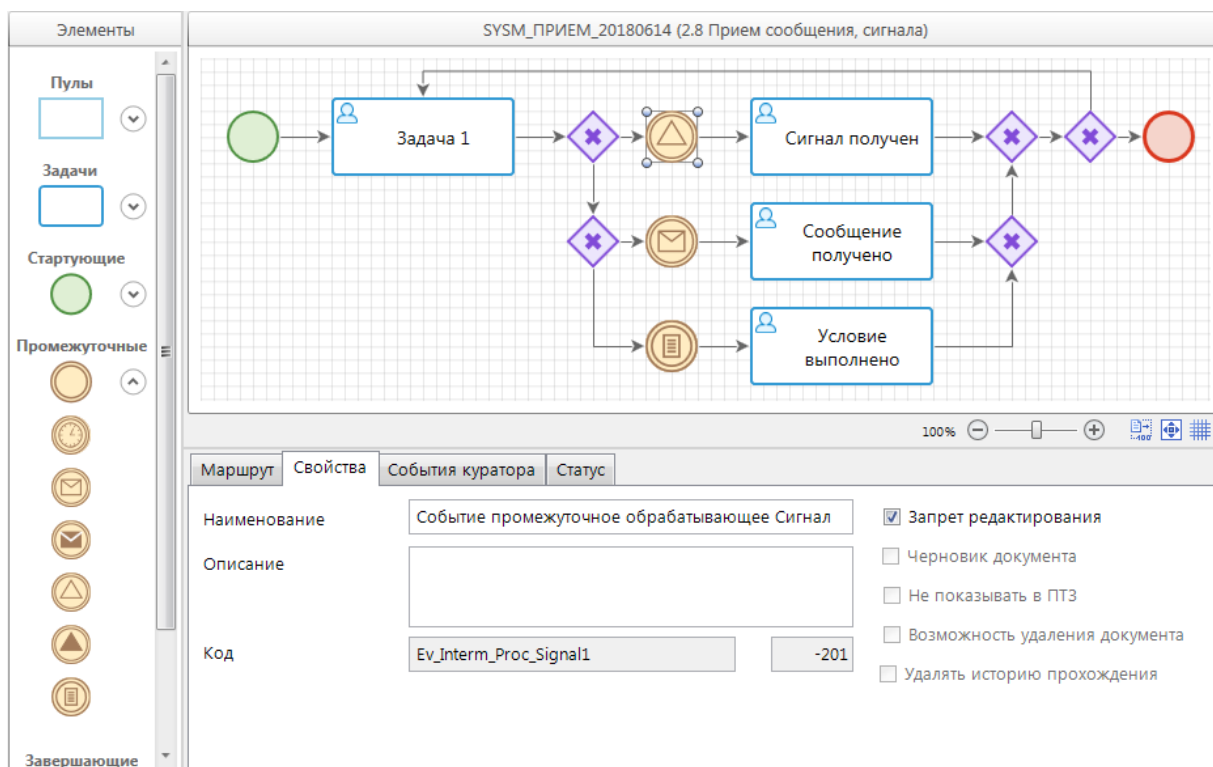 Элементы
SYSM_ПРИЕМ_20180614 (2.8 Прием сообщения, сигнала)
Пулы
Задачи
Стартующие
Промежуточные
Завершающие
Задача 1
Сигнал получен
Сообщение
получено
Условие
выполнено
100%
Маршрут
Свойства
События куратора
Статус
Наименование
Событие промежуточное обрабатывающее Сигнал
Запрет редактирования
Описание
Черновик документа
Не показывать в ПТЗ
Возможность удаления документа
Код
Ev_Interm_Proc_Signal1
-201
Удалять историю прохождения